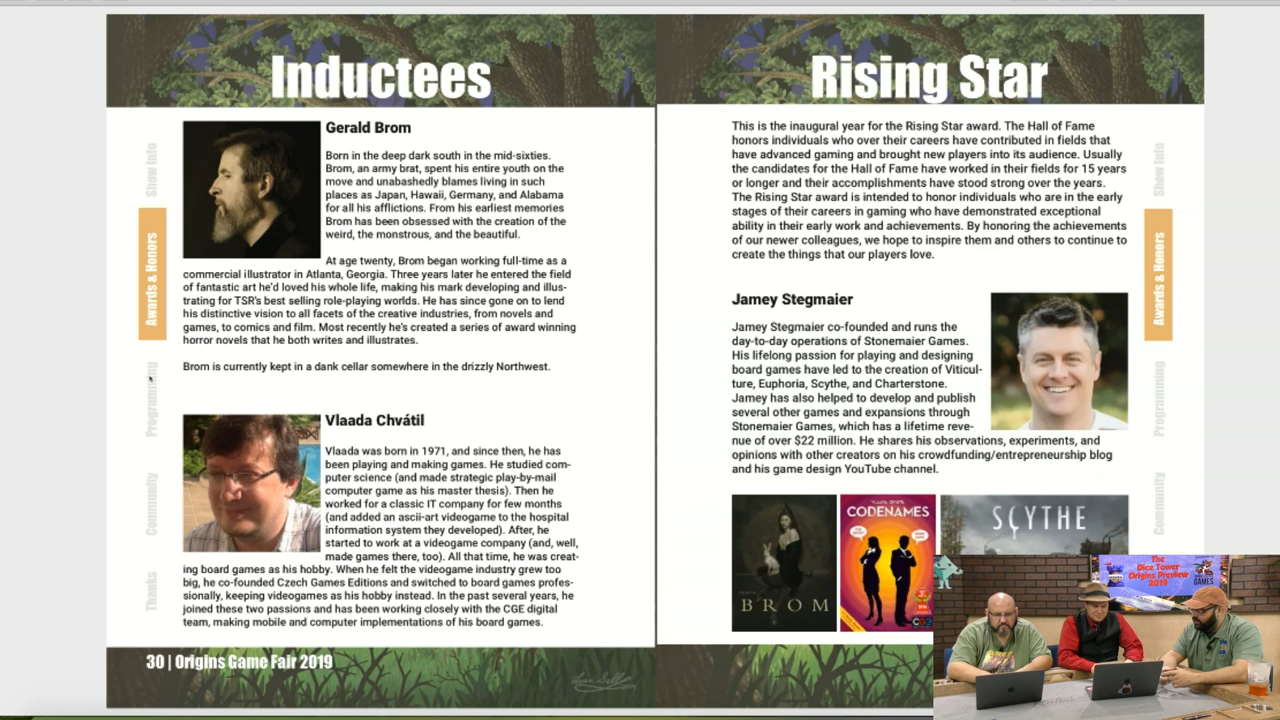 Inductees
Gerald Brom
Born in the deep dark south in the mid-sixties.
Brom, an army brat, spent his entire youth on the
move and unabashedly blames living in such
places as Japan, Hawaii, Germany, and Alabama
for all his afflictions. From his earliest memories
Brom has been obsessed with the creation of the
weird, the monstrous, and the beautiful.
At age twenty, Brom began working full-time as a
commercial illustrator in Atlanta, Georgia. Three years later he entered the field
of fantastic art he'd loved his whole life, making his mark developing and illus-
trating for TSR's best selling role-playing worlds. He has since gone on to lend
his distinctive vision to all facets of the creative industries, from novels and
games, to comics and film. Most recently he's created a series of award winning
horror novels that he both writes and illustrates.
Brom is currently kept in a dank cellar somewhere in the drizzly Northwest.
Vlaada Chvátil
Vlaada was born in 1971, and since then, he has
been playing and making games. He studied com-
puter science (and made strategic play-by-mail
computer game as his master thesis). Then he
worked for a classic IT company for few months
(and added an ascii-art videogame to the hospital
information system they developed). After, he
started to work at a videogame company (and, well,
made games there, too). All that time, he was creat-
ing board games as his hobby. When he felt the videogame industry grew too
big, he co-founded Czech Games Editions and switched to board games profes-
sionally, keeping videogames as his hobby instead. In the past several years, he
joined these two passions and has been working closely with the CGE digital
team, making mobile and computer implementations of his board games.
Show Info
Awards & Honors
Programming
Community
Thanks
30 | Origins Game Fair 2019
Rising Star
This is the inaugural year for the Rising Star award. The Hall of Fame
honors individuals who over their careers have contributed in fields that
have advanced gaming and brought new players into its audience. Usually
the candidates for the Hall of Fame have worked in their fields for 15 years
or longer and their accomplishments have stood strong over the years.
The Rising Star award is intended to honor individuals who are in the early
stages of their careers in gaming who have demonstrated exceptional
ability in their early work and achievements. By honoring the achievements
of our newer colleagues, we hope to inspire them and others to continue to
create the things that our players love.
Jamey Stegmaier
Jamey Stegmaier co-founded and runs the
day-to-day operations of Stonemaier Games.
His lifelong passion for playing and designing
board games have led to the creation of Viticul-
ture, Euphoria, Scythe, and Charterstone.
Jamey has also helped to develop and publish
several other games and expansions through
Stonemaier Games, which has a lifetime reve-
nue of over $22 million. He shares his observations, experiments, and
opinions with other creators on his crowdfunding/entrepreneurship blog
and his game design YouTube channel.
BROM
CODENAMES
SCYTHE
Show Info
Awards & Honors
Programming
Community
The
Dice Tower
Origins Preview
2019
GAMES